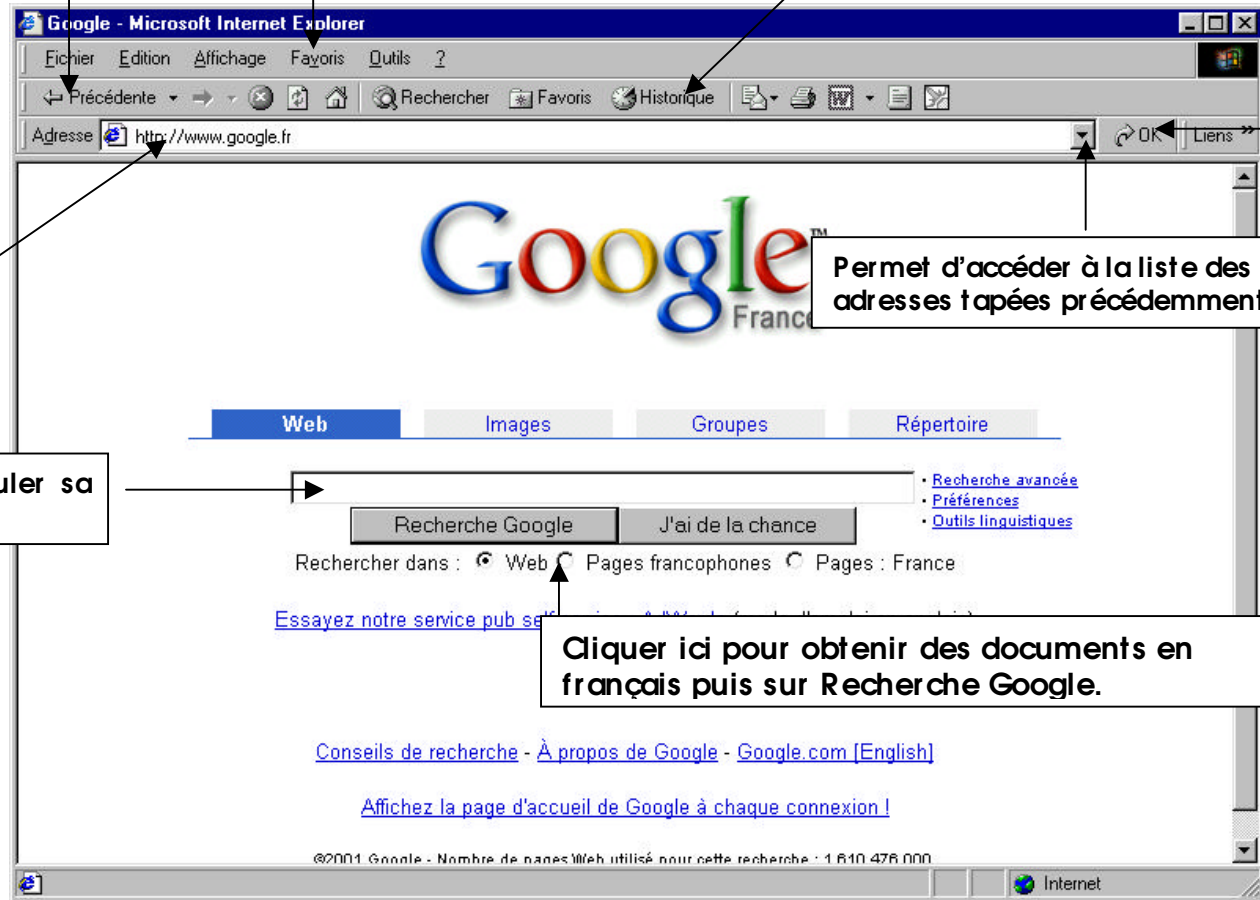 Google - Microsoft Internet Explorer
Fichier Edition Affichage Favoris Outils ?
Précédente Rechercher Favoris Historique
Adresse http://www.google.fr OK Liens »
Google™
France
Permet d'accéder à la liste des
adresses tapées précédemment
Web Images Groupes Répertoire
sa
• Recherche avancée
• Préférences
• Outils linguistiques
Recherche Google J'ai de la chance
Rechercher dans : Web Pages francophones Pages : France
Essayez notre service pub
Cliquer ici pour obtenir des documents en
français puis sur Recherche Google.
Conseils de recherche - À propos de Google - Google.com [English]
Affichez la page d'accueil de Google à chaque connexion !
©2001 Google - Nombre de pages Web utilisé pour cette recherche : 1 610 476 000
Internet